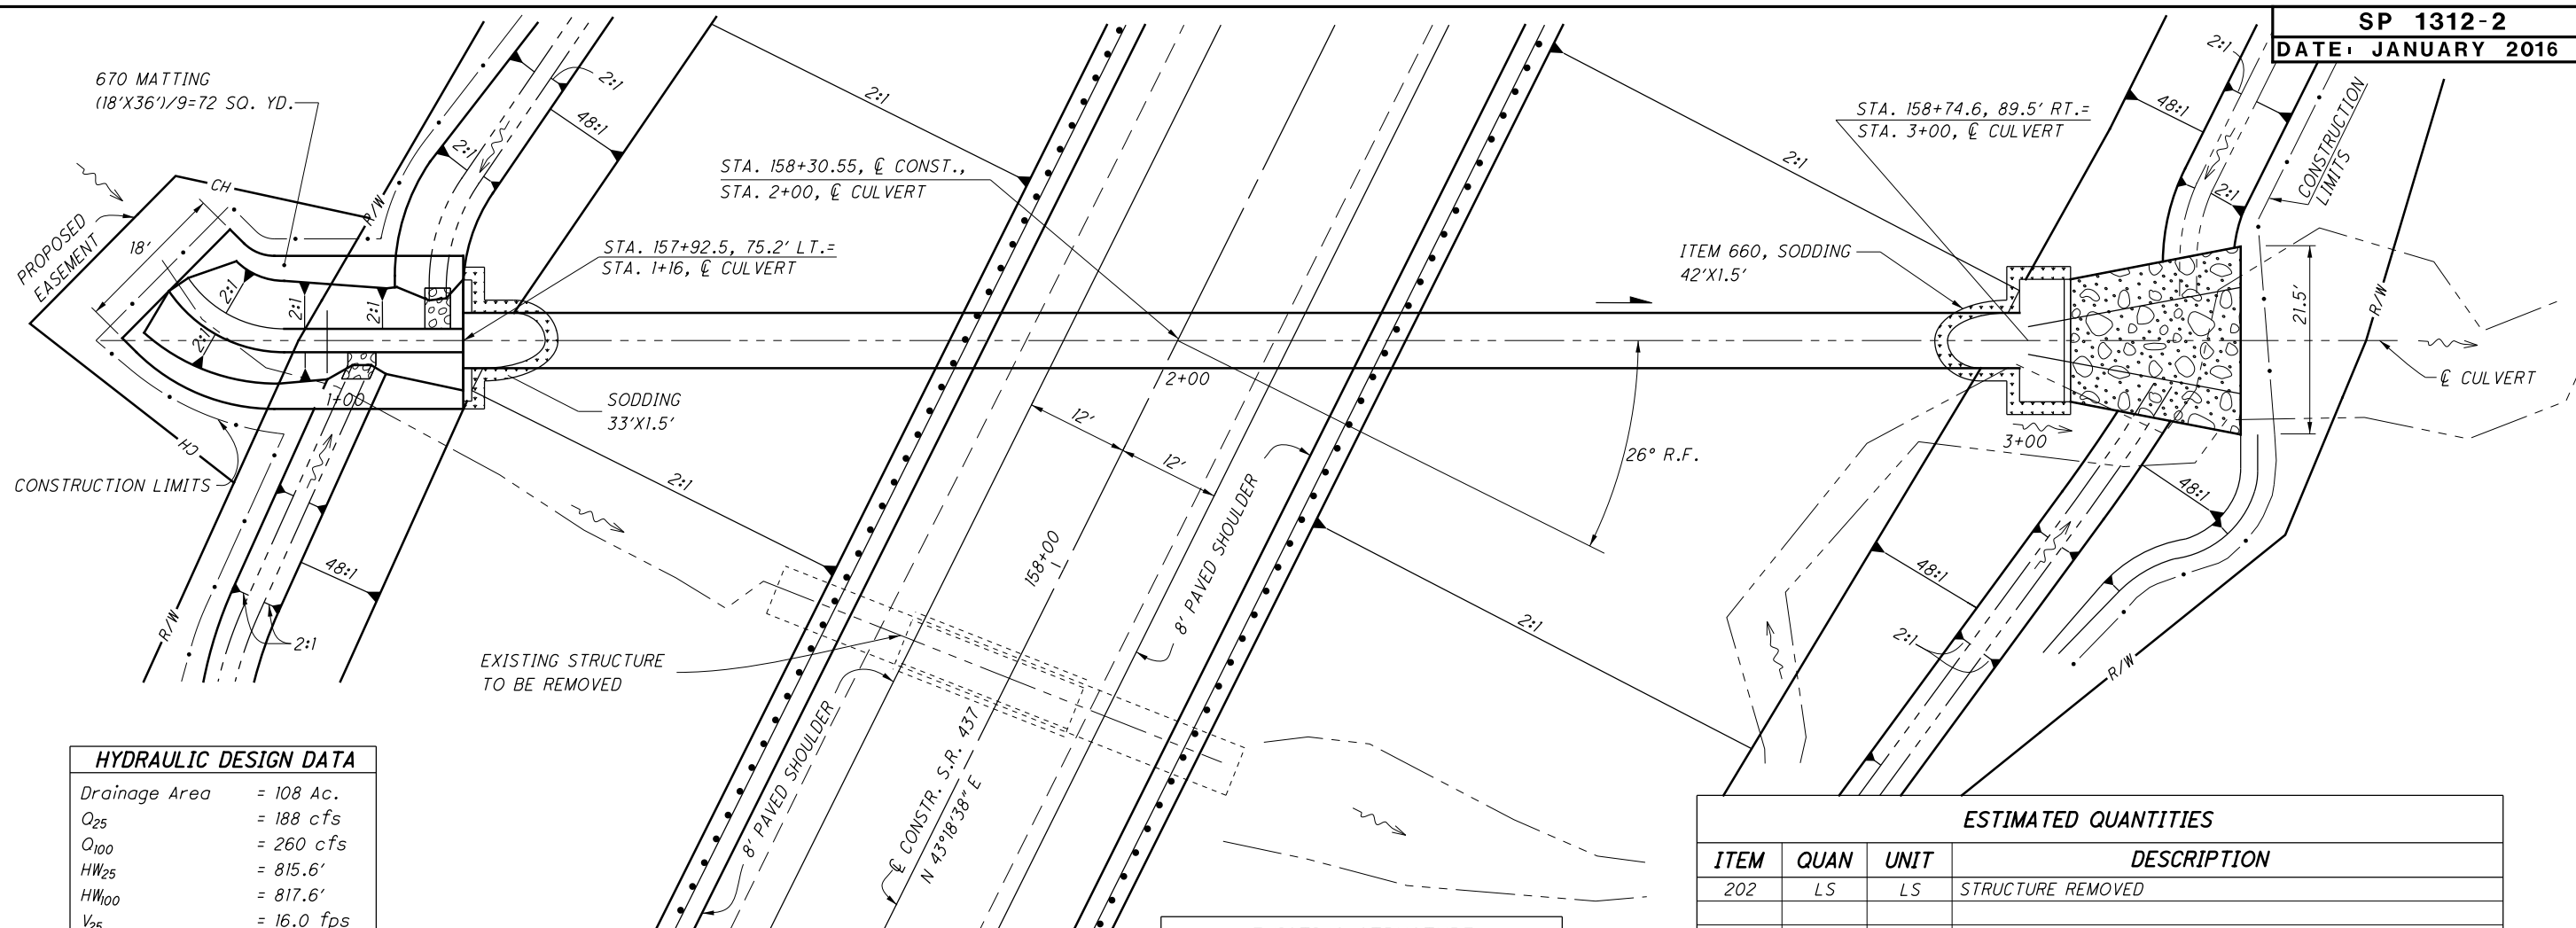 SP 1312-2
DATE: JANUARY 2016
670 MATTING
(18'X36')/9=72 SQ. YD.
2:1
48:1
2:1
2:1
STA. 158+30.55, ℄ CONST.,
STA. 2+00, ℄ CULVERT
2:1
STA. 158+74.6, 89.5' RT.=
STA. 3+00, ℄ CULVERT
48:1
2:1
2:1
CONSTRUCTION
LIMITS
CH
R/W
PROPOSED
EASEMENT
18'
STA. 157+92.5, 75.2' LT.=
STA. 1+16, ℄ CULVERT
ITEM 660, SODDING
42'X1.5'
21.5'
R/W
2:1
2:1
2:1
2:1
1+00
2+00
3+00
℄ CULVERT
SODDING
33'X1.5'
12'
12'
26° R.F.
CH
CONSTRUCTION LIMITS
2:1
48:1
48:1
R/W
2:1
158+00
8' PAVED SHOULDER
2:1
48:1
2:1
R/W
EXISTING STRUCTURE
TO BE REMOVED
8' PAVED SHOULDER
℄ CONSTR. S.R. 437
N 43°18'38" E
HYDRAULIC DESIGN DATA
Drainage Area = 108 Ac.
Q25 = 188 cfs
Q100 = 260 cfs
HW25 = 815.6'
HW100 = 817.6'
V25 = 16.0 fps
ESTIMATED QUANTITIES
ITEM QUAN UNIT DESCRIPTION
202 LS LS STRUCTURE REMOVED